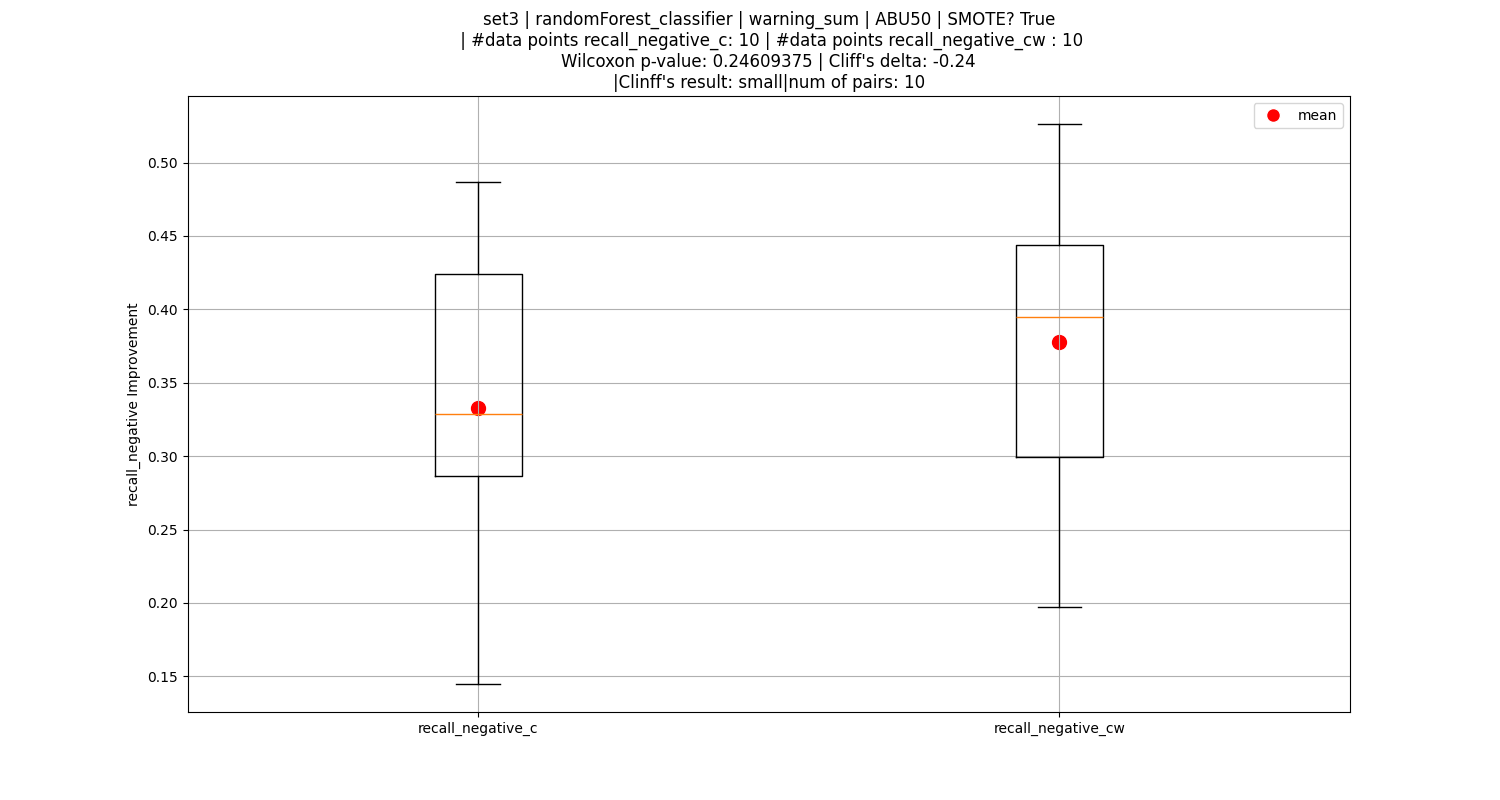 set3 | randomForest_classifier | warning_sum | ABU50 | SMOTE? True
| #data points recall_negative_c: 10 | #data points recall_negative_cw : 10
Wilcoxon p-value: 0.24609375 | Cliff's delta: -0.24
|Clinff's result: small|num of pairs: 10
mean
0.50
0.45
0.40
0.35
0.30
0.25
0.20
0.15
recall_negative Improvement
recall_negative_c
recall_negative_cw